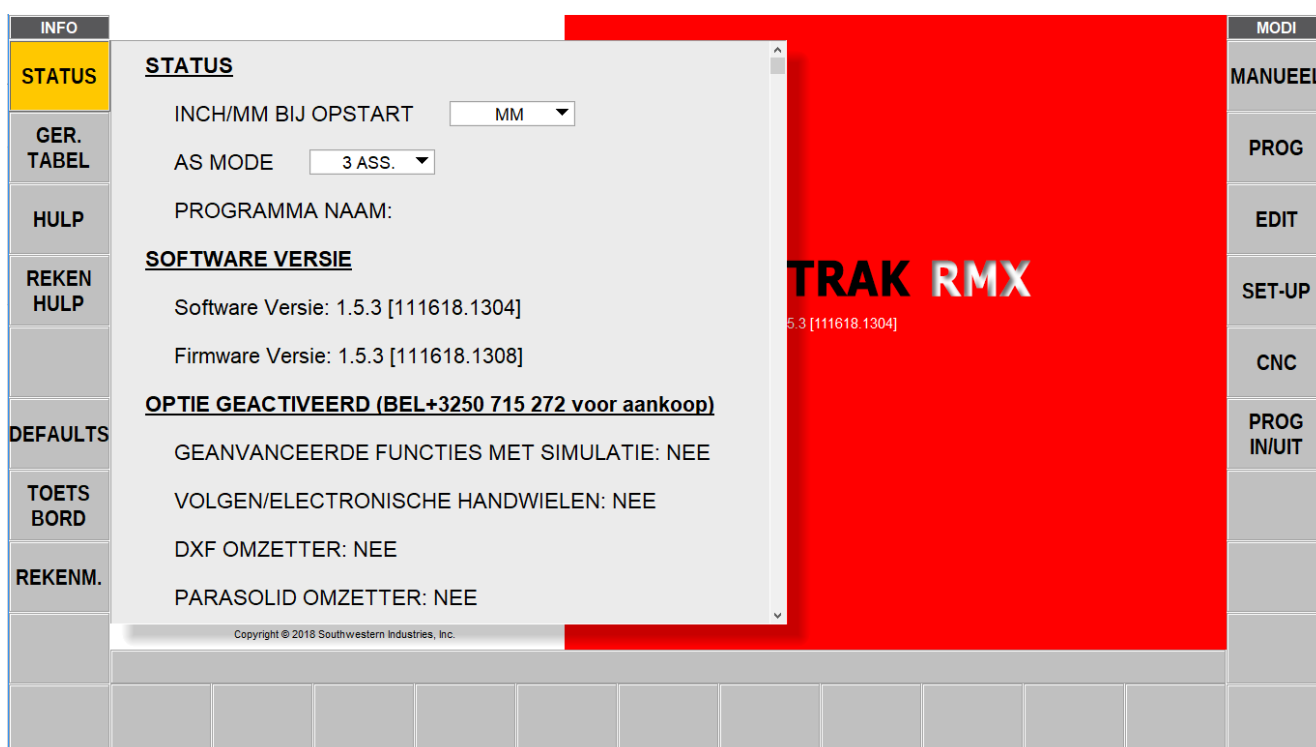 INFO
STATUS
GER.
TABEL
HULP
REKEN
HULP
DEFAULTS
TOETS
BORD
REKENM.
STATUS
INCH/MM BIJ OPSTART MM
AS MODE 3 ASS.
PROGRAMMA NAAM:
SOFTWARE VERSIE
Software Versie: 1.5.3 [111618.1304]
Firmware Versie: 1.5.3 [111618.1308]
OPTIE GEACTIVEERD (BEL+3250 715 272 voor aankoop)
GEANVANCEERDE FUNCTIES MET SIMULATIE: NEE
VOLGEN/ELECTRONISCHE HANDWIELEN: NEE
DXF OMZETTER: NEE
PARASOLID OMZETTER: NEE
Copyright © 2018 Southwestern Industries, Inc.
TRAK RMX
5.3 [111618.1304]
MODI
MANUEEL
PROG
EDIT
SET-UP
CNC
PROG
IN/UIT